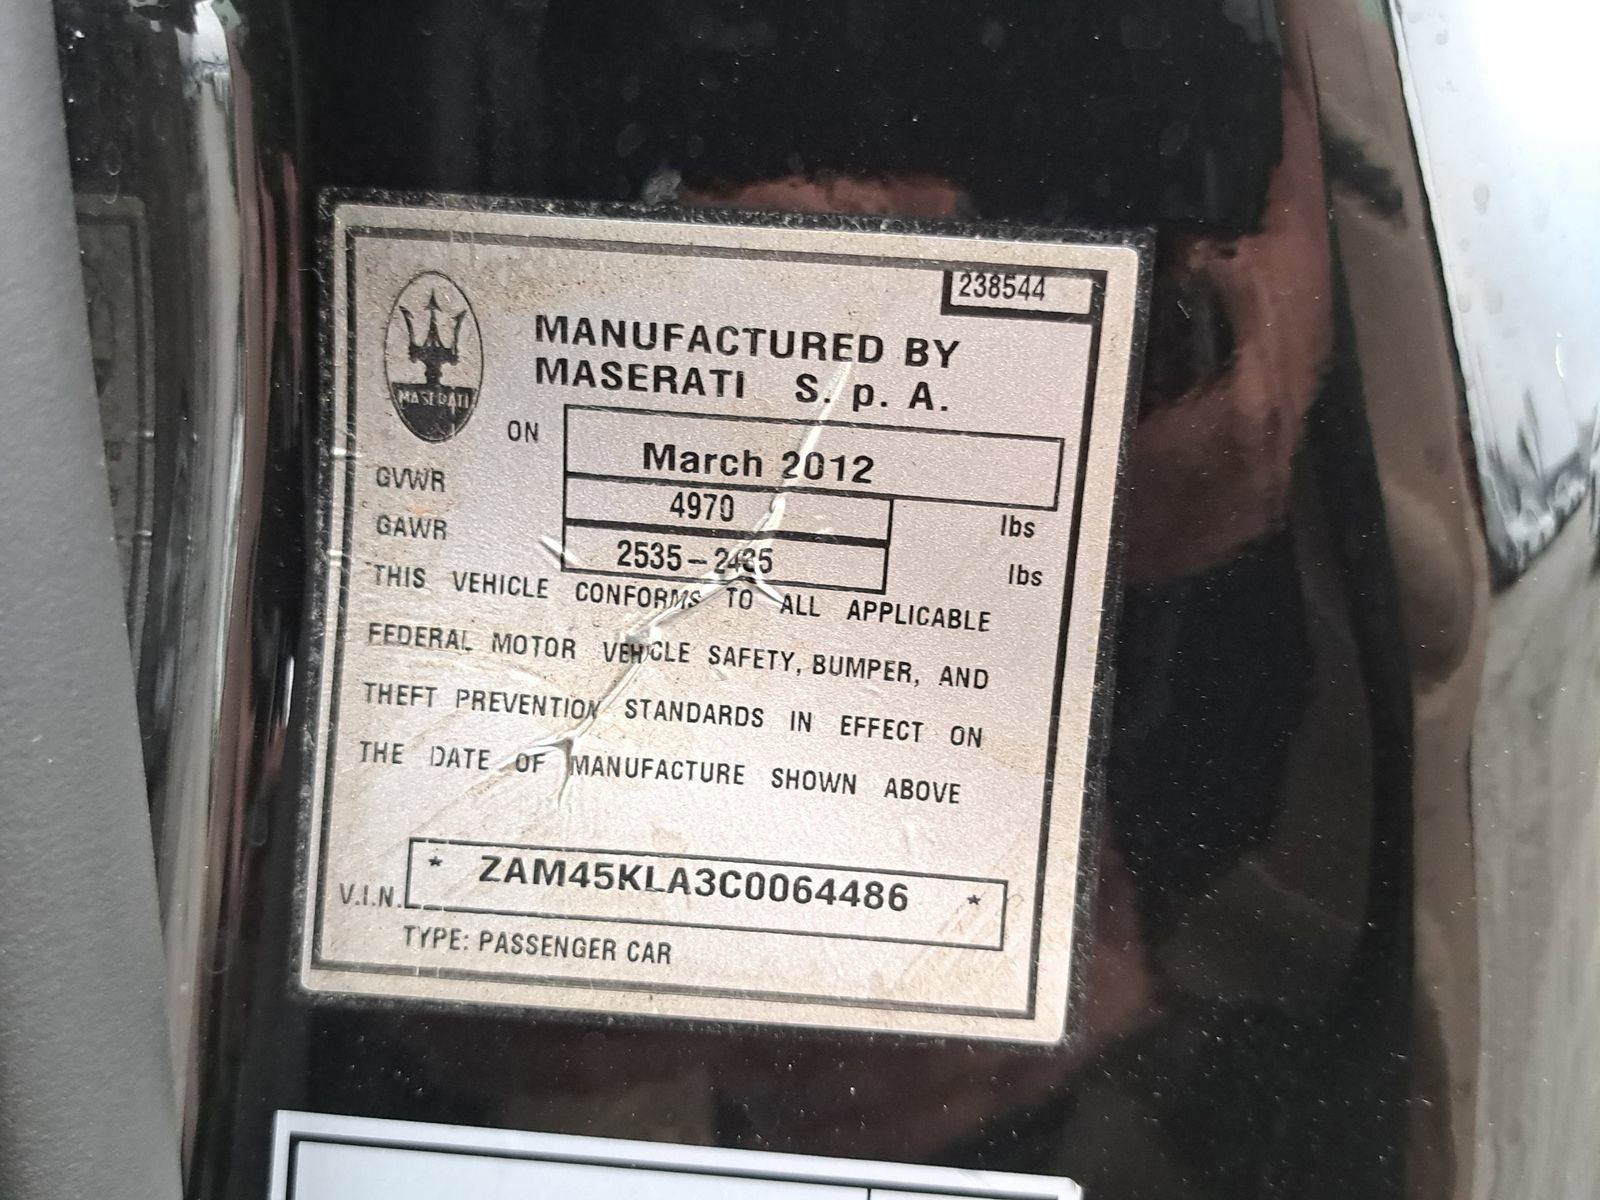 238544
MASERATI
MANUFACTURED BY
MASERATI S. p. A.
ON March 2012
GVWR 4970 lbs
GAWR 2535-2435 lbs
THIS VEHICLE CONFORMS TO ALL APPLICABLE
FEDERAL MOTOR VEHICLE SAFETY, BUMPER, AND
THEFT PREVENTION STANDARDS IN EFFECT ON
THE DATE OF MANUFACTURE SHOWN ABOVE
V.I.N. * ZAM45KLA3C0064486 *
TYPE: PASSENGER CAR